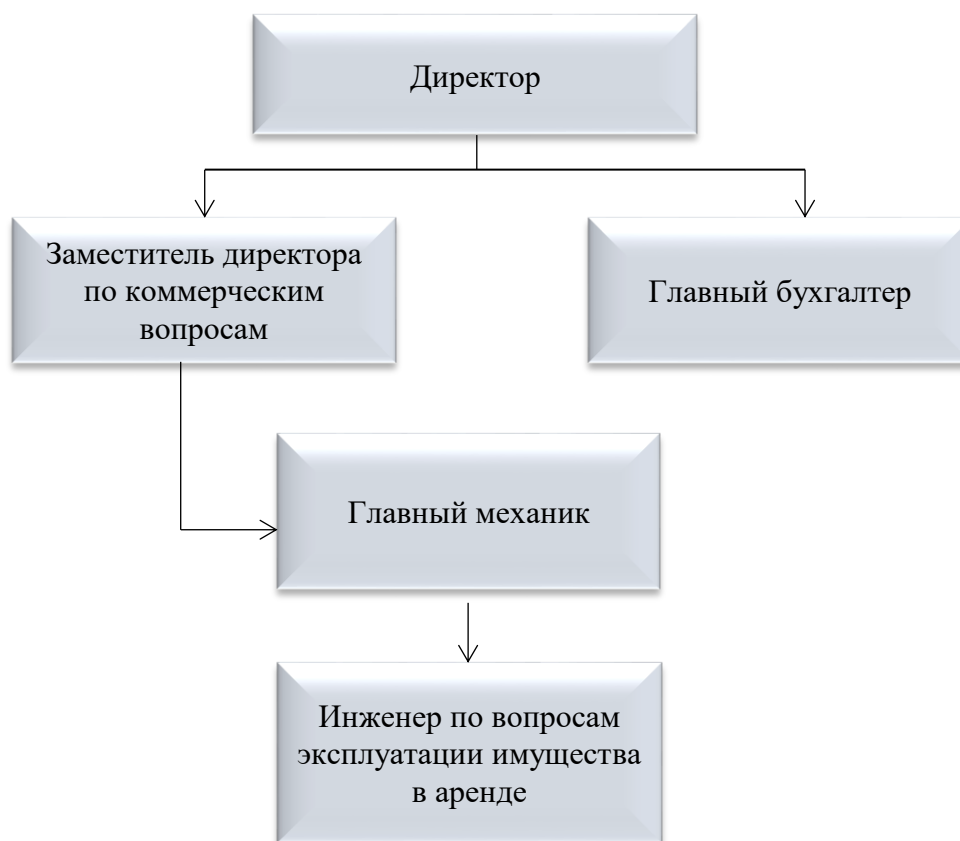 Директор
Заместитель директора
по коммерческим
вопросам
Главный бухгалтер
Главный механик
Инженер по вопросам
эксплуатации имущества
в аренде